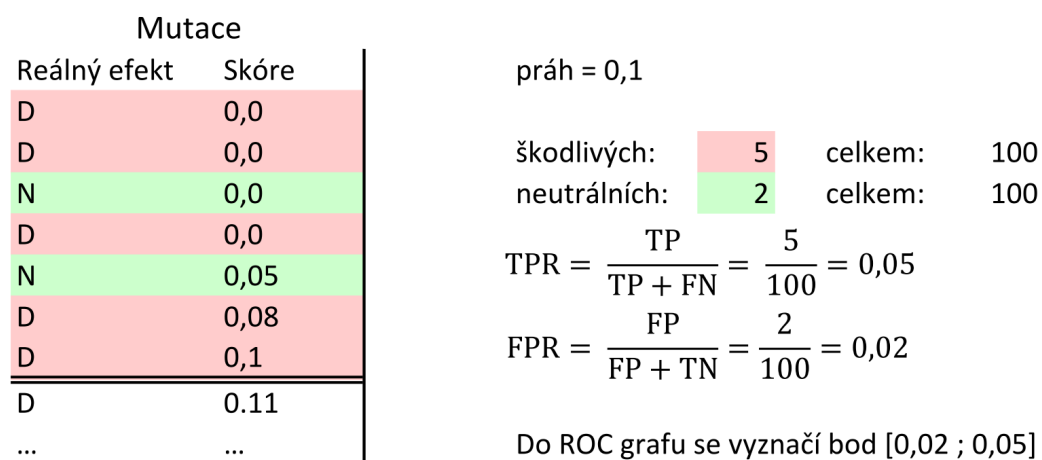 Mutace
Reálný efekt Skóre
D 0,0
D 0,0
N 0,0
D 0,0
N 0,05
D 0,08
D 0,1
D 0.11
... ...
práh = 0,1
škodlivých: 5 celkem: 100
neutrálních: 2 celkem: 100
TPR = TP / (TP + FN) = 5 / 100 = 0,05
FPR = FP / (FP + TN) = 2 / 100 = 0,02
Do ROC grafu se vyznačí bod [0,02 ; 0,05]